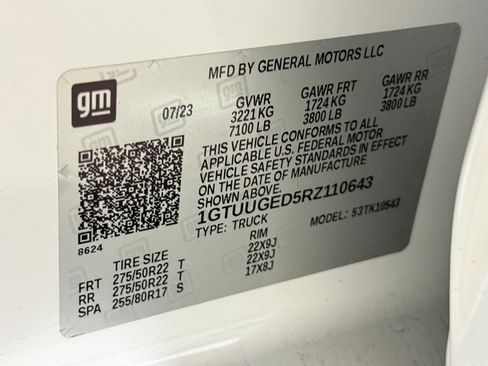 MFD BY GENERAL MOTORS LLC
gm
07/23 GVWR GAWR FRT GAWR RR
3221 KG 1724 KG 1724 KG
7100 LB 3800 LB 3800 LB
THIS VEHICLE CONFORMS TO ALL
APPLICABLE U.S. FEDERAL MOTOR
VEHICLE SAFETY STANDARDS IN EFFECT
ON THE DATE OF MANUFACTURE
SHOWN ABOVE.
1GTUUGED5RZ110643
TYPE: TRUCK MODEL: 53TK10543
8624
TIRE SIZE RIM
FRT 275/50R22 T 22X9J
RR 275/50R22 T 22X9J
SPA 255/80R17 S 17X8J